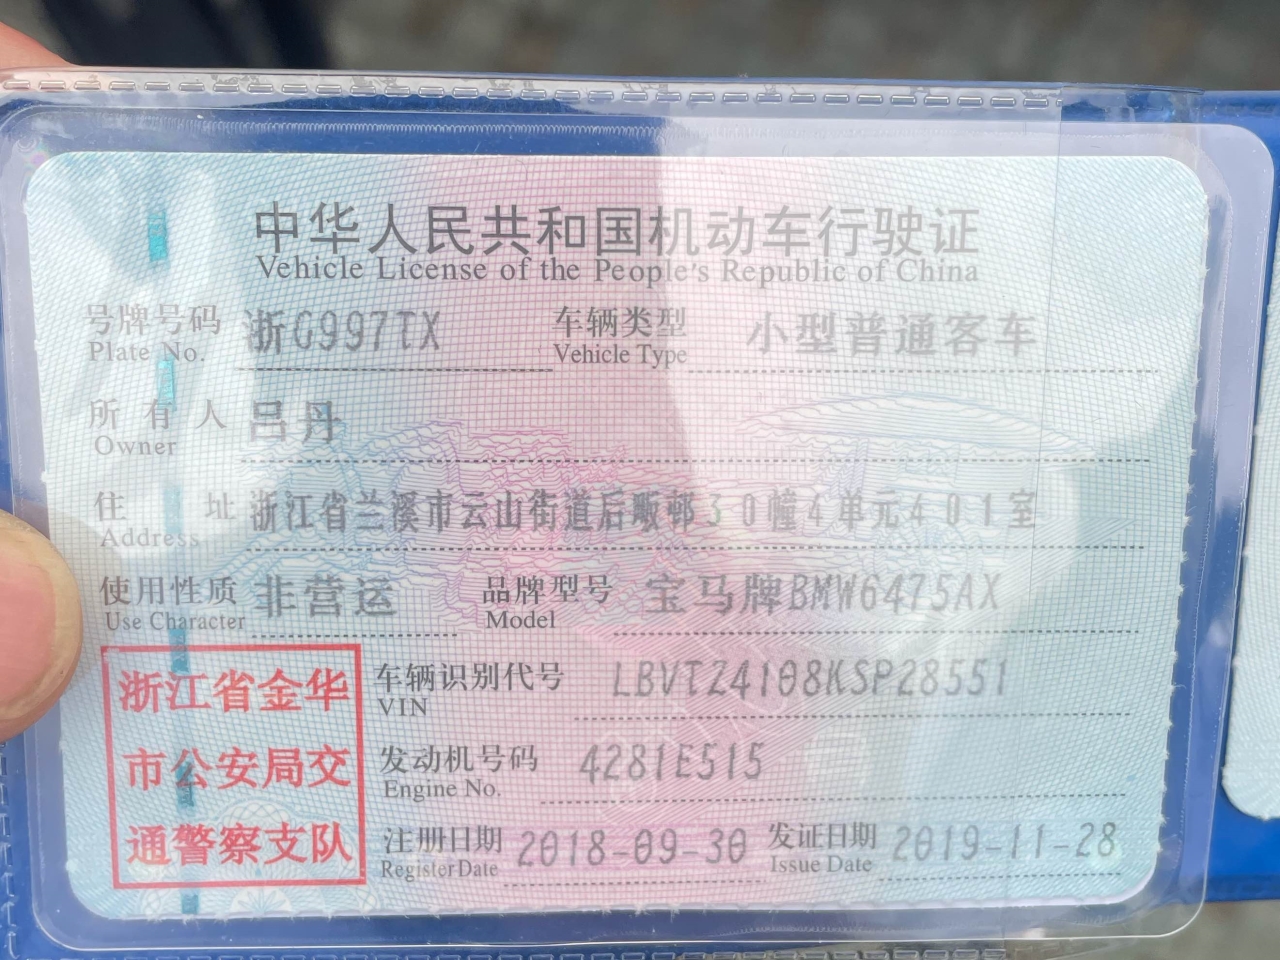 中华人民共和国机动车行驶证
Vehicle License of the People's Republic of China
号牌号码 浙G997TX 车辆类型 小型普通客车
Plate No. Vehicle Type
所有人 吕丹
Owner
住址 浙江省兰溪市云山街道后畈邨30幢4单元401室
Address
使用性质 非营运 品牌型号 宝马牌BMW6475AX
Use Character Model
浙江省金华
市公安局交
通警察支队
车辆识别代号 LBVTZ4108KSP28551
VIN
发动机号码 4281E515
Engine No.
注册日期 2018-09-30 发证日期 2019-11-28
Register Date Issue Date